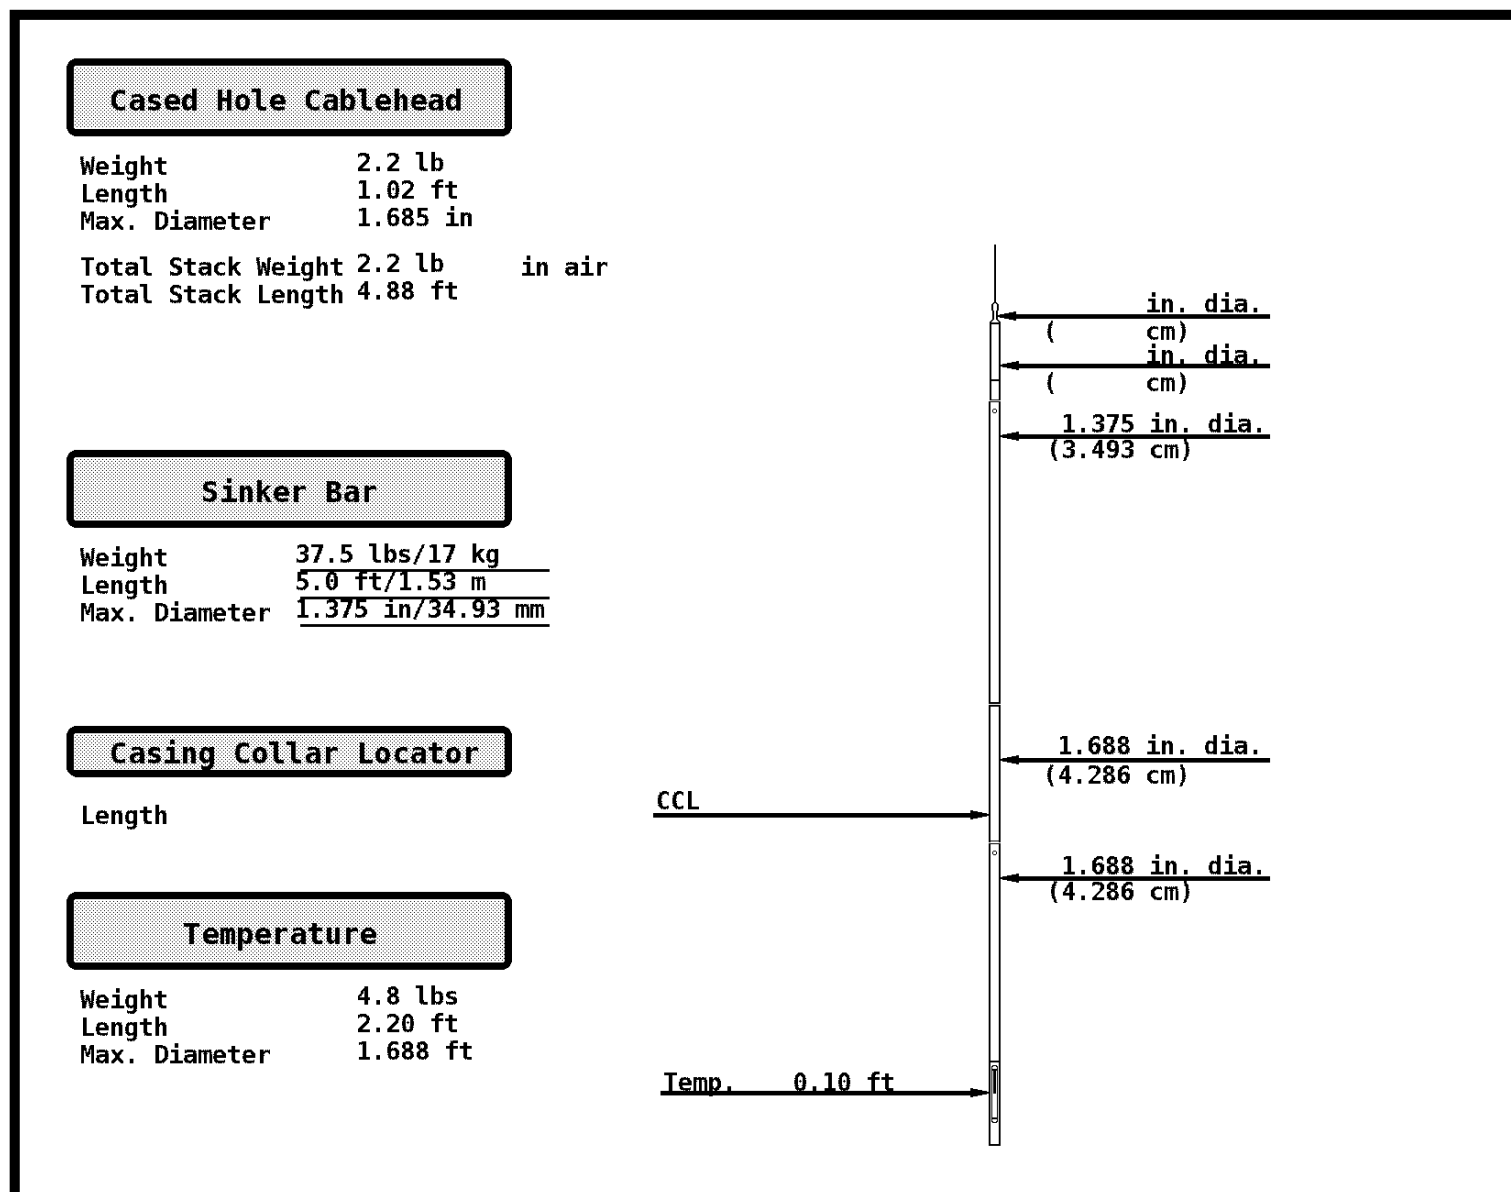 Cased Hole Cablehead
Weight 2.2 lb
Length 1.02 ft
Max. Diameter 1.685 in
Total Stack Weight 2.2 lb in air
Total Stack Length 4.88 ft
in. dia.
( cm)
in. dia.
( cm)
1.375 in. dia.
(3.493 cm)
Sinker Bar
Weight 37.5 lbs/17 kg
Length 5.0 ft/1.53 m
Max. Diameter 1.375 in/34.93 mm
Casing Collar Locator
1.688 in. dia.
(4.286 cm)
Length
CCL
1.688 in. dia.
(4.286 cm)
Temperature
Weight 4.8 lbs
Length 2.20 ft
Max. Diameter 1.688 ft
Temp. 0.10 ft